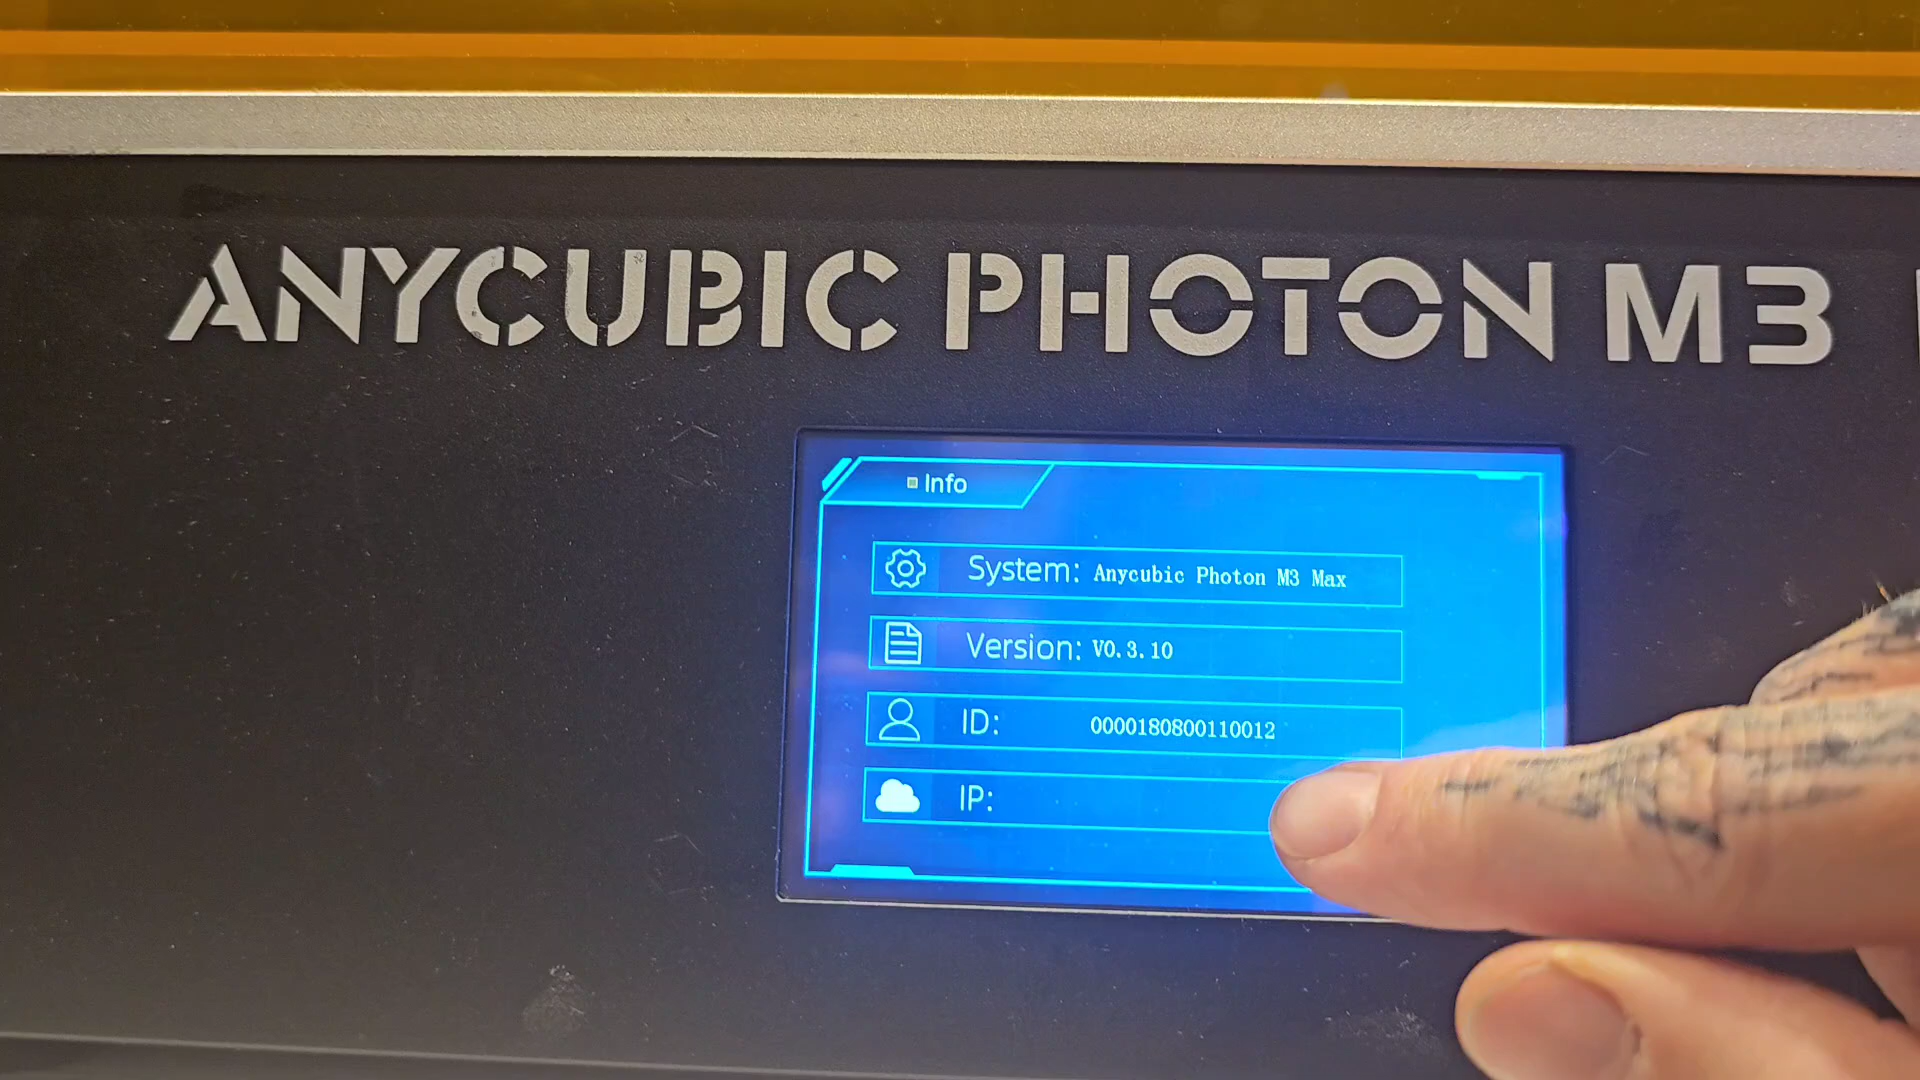 ANYCUBIC PHOTON M3
Info
System: Anycubic Photon M3 Max
Version: V0.3.10
ID: 0000180800110012
IP: